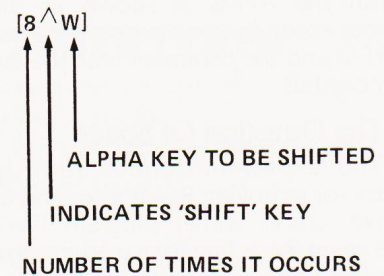 [8^W]
ALPHA KEY TO BE SHIFTED
INDICATES 'SHIFT' KEY
NUMBER OF TIMES IT OCCURS